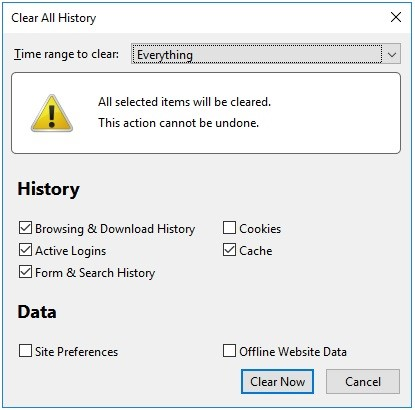 Clear All History
Time range to clear: Everything
All selected items will be cleared.
This action cannot be undone.
History
Browsing & Download History Cookies
Active Logins Cache
Form & Search History
Data
Site Preferences Offline Website Data
Clear Now Cancel